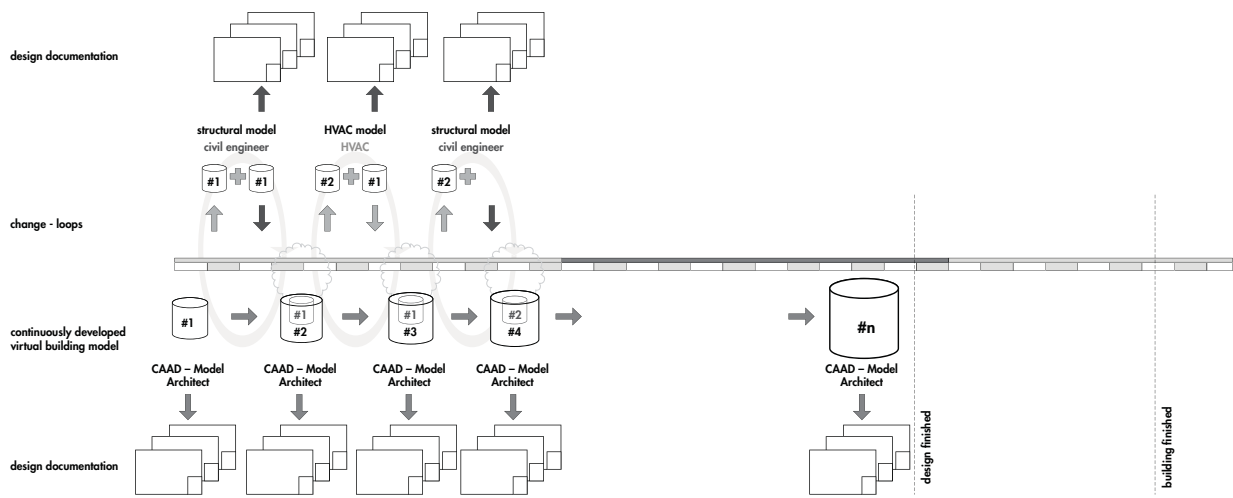 design documentation
structural model
civil engineer
HVAC model
HVAC
structural model
civil engineer
#1
#1
#2
#1
#2
change - loops
continuously developed
virtual building model
#1
#1
#2
#1
#3
#2
#4
#n
CAAD – Model
Architect
CAAD – Model
Architect
CAAD – Model
Architect
CAAD – Model
Architect
CAAD – Model
Architect
design documentation
design finished
building finished